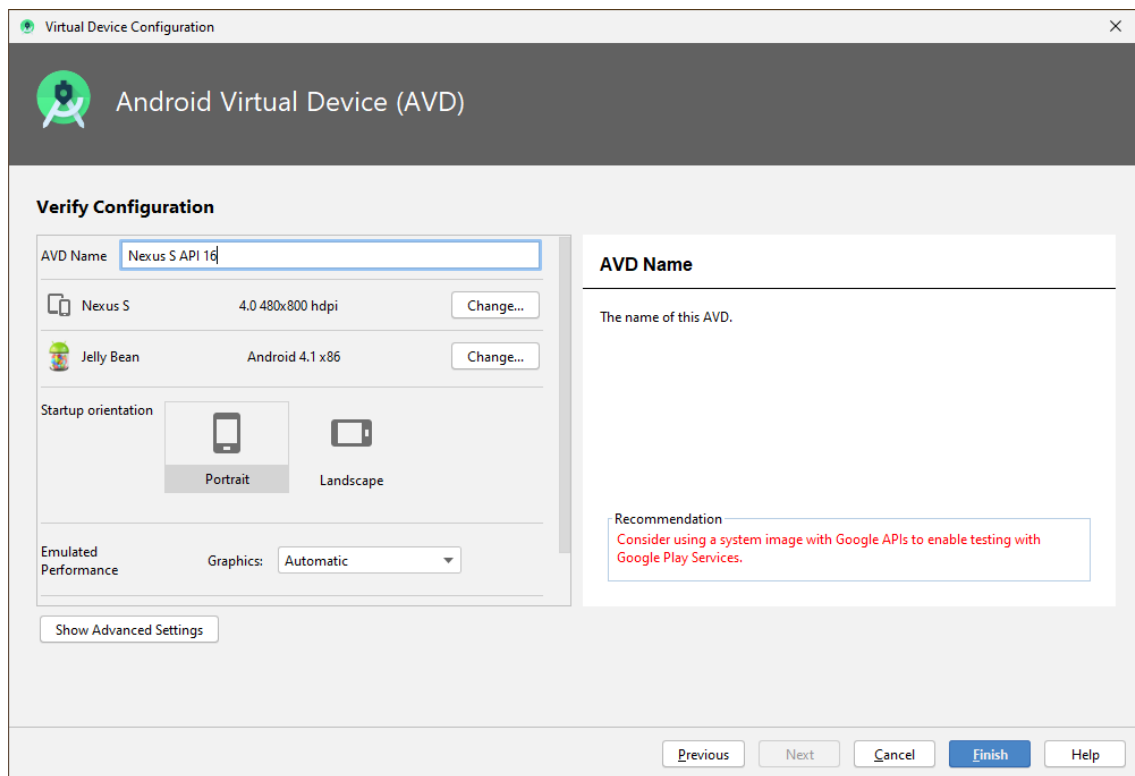 Virtual Device Configuration
Android Virtual Device (AVD)
Verify Configuration
AVD Name Nexus S API 16
Nexus S 4.0 480x800 hdpi Change...
Jelly Bean Android 4.1 x86 Change...
Startup orientation
Portrait
Landscape
Emulated
Performance
Graphics: Automatic
Show Advanced Settings
AVD Name
The name of this AVD.
Recommendation
Consider using a system image with Google APIs to enable testing with
Google Play Services.
Previous Next Cancel Finish Help